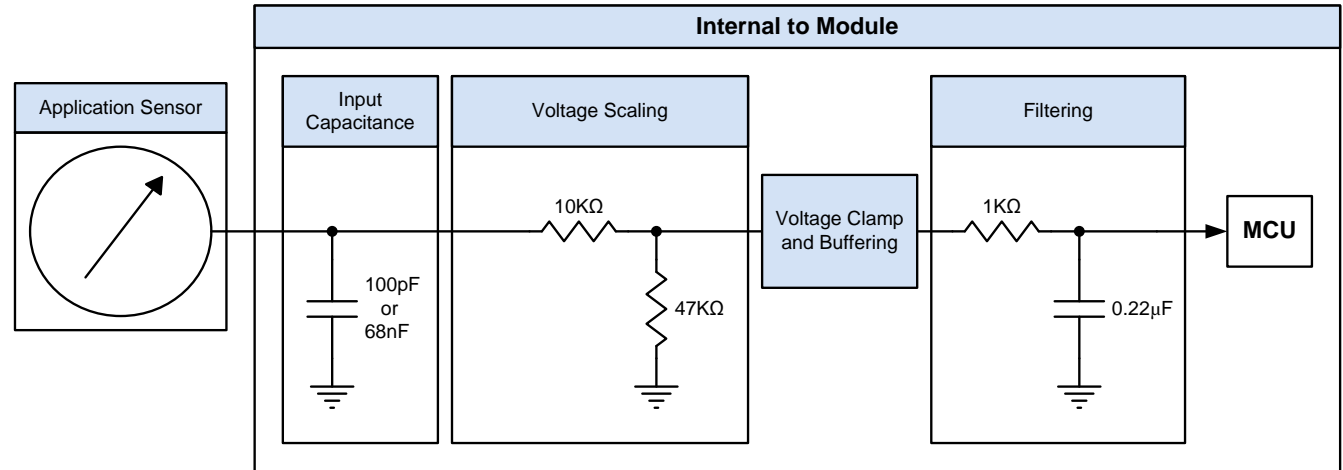 Internal to Module
Application Sensor
Input
Capacitance
Voltage Scaling
Filtering
10KΩ
Voltage Clamp
and Buffering
1KΩ
MCU
100pF
or
68nF
47KΩ
0.22µF